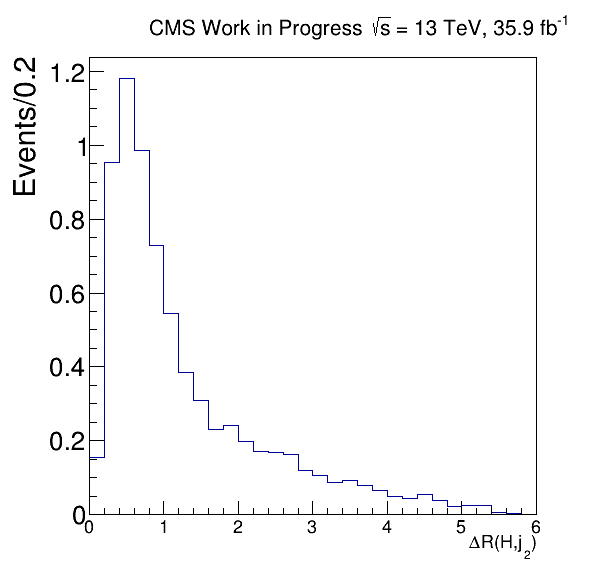 CMS Work in Progress √s = 13 TeV, 35.9 fb⁻¹
Events/0.2
1.2
1
0.8
0.6
0.4
0.2
0
0 1 2 3 4 5 6
ΔR(H,j₂)